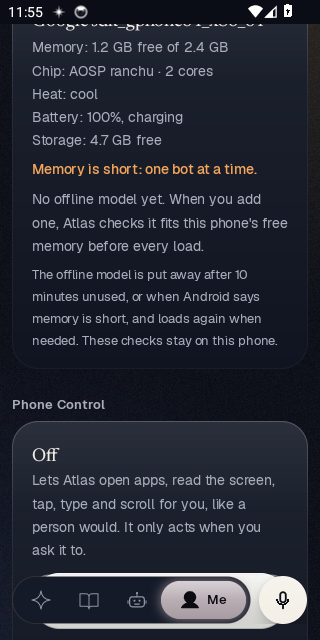 11:55
Memory: 1.2 GB free of 2.4 GB
Chip: AOSP ranchu · 2 cores
Heat: cool
Battery: 100%, charging
Storage: 4.7 GB free
Memory is short: one bot at a time.
No offline model yet. When you add
one, Atlas checks it fits this phone's free
memory before every load.
The offline model is put away after 10
minutes unused, or when Android says
memory is short, and loads again when
needed. These checks stay on this phone.
Phone Control
Off
Lets Atlas open apps, read the screen,
tap, type and scroll for you, like a
person would. It only acts when you
ask it to.
Me